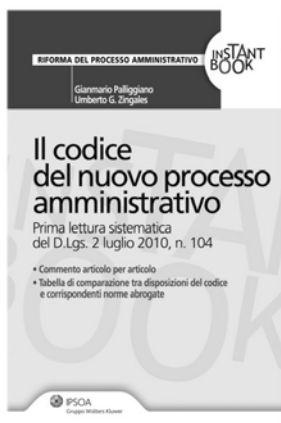 RIFORMA DEL PROCESSO AMMINISTRATIVO
INSTANT
BOOK
Gianmario Palliggiano
Umberto G. Zingales
Il codice
del nuovo processo
amministrativo
Prima lettura sistematica
del D.Lgs. 2 luglio 2010, n. 104
• Commento articolo per articolo
• Tabella di comparazione tra disposizioni del codice
e corrispondenti norme abrogate
INSTANT
BOOK
IPSOA
Gruppo Wolters Kluwer